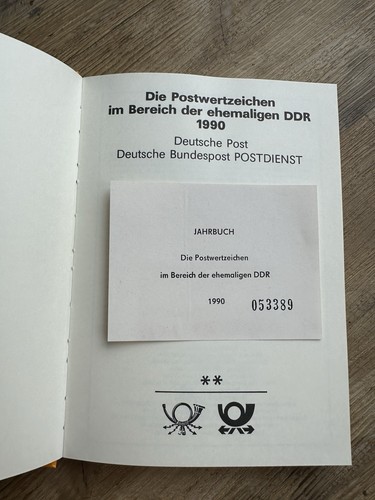 Die Postwertzeichen
im Bereich der ehemaligen DDR
1990
Deutsche Post
Deutsche Bundespost POSTDIENST
JAHRBUCH
Die Postwertzeichen
im Bereich der ehemaligen DDR
1990 053389
**